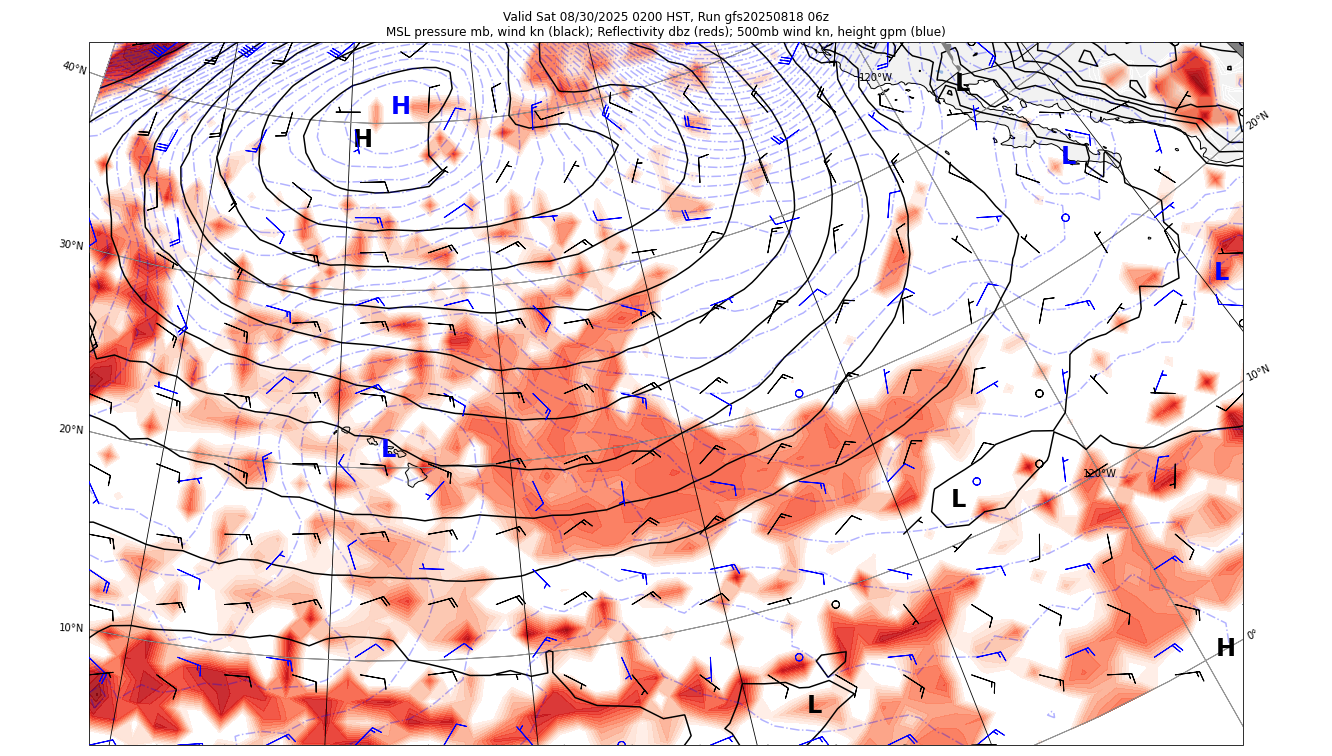 Valid Sat 08/30/2025 0200 HST, Run gfs20250818 06z
MSL pressure mb, wind kn (black); Reflectivity dbz (reds); 500mb wind kn, height gpm (blue)
40°N
120°W
L
20°N
H
H
L
30°N
L
10°N
20°N
L
120°W
L
10°N
0°
H
L